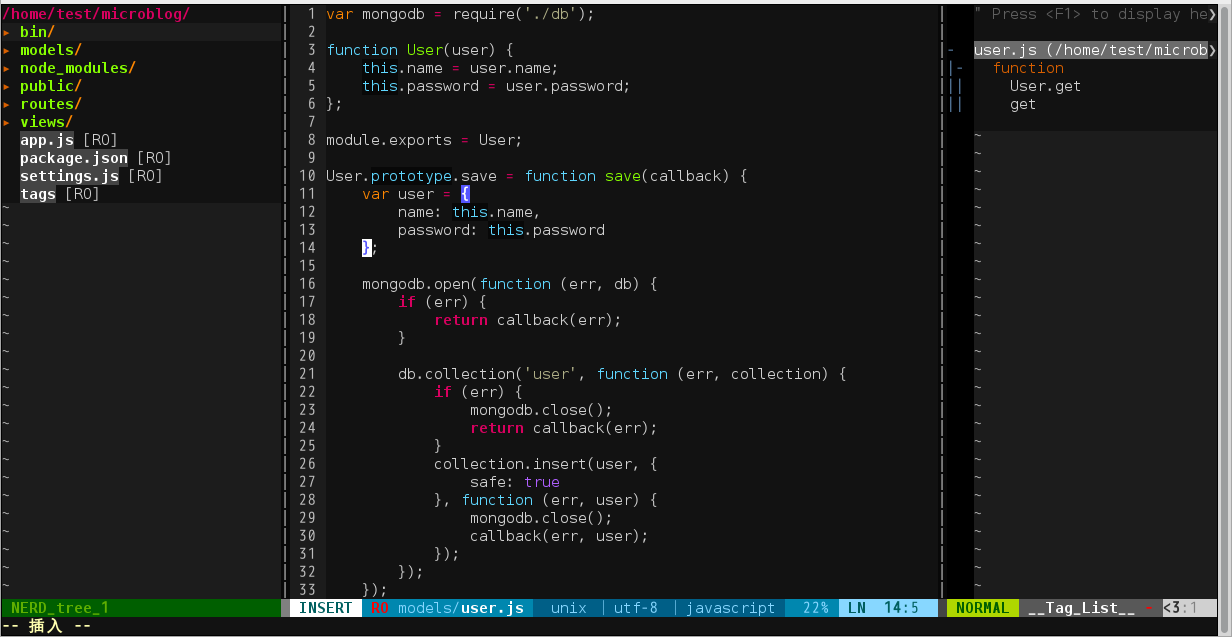 /home/test/microblog/
▸ bin/
▸ models/
▸ node_modules/
▸ public/
▸ routes/
▸ views/
app.js [RO]
package.json [RO]
settings.js [RO]
tags [RO]
NERD_tree_1
1 var mongodb = require('./db');
2
3 function User(user) {
4     this.name = user.name;
5     this.password = user.password;
6 };
7
8 module.exports = User;
9
10 User.prototype.save = function save(callback) {
11     var user = {
12         name: this.name,
13         password: this.password
14     };
15
16     mongodb.open(function (err, db) {
17         if (err) {
18             return callback(err);
19         }
20
21         db.collection('user', function (err, collection) {
22             if (err) {
23                 mongodb.close();
24                 return callback(err);
25             }
26             collection.insert(user, {
27                 safe: true
28             }, function (err, user) {
29                 mongodb.close();
30                 callback(err, user);
31             });
32         });
33     });
INSERT RO models/user.js unix | utf-8 | javascript 22% LN 14:5
" Press <F1> to display he❯
- user.js (/home/test/microb❯
|- function
|| User.get
|| get
NORMAL __Tag_List__ - <3:1
-- 插入 --